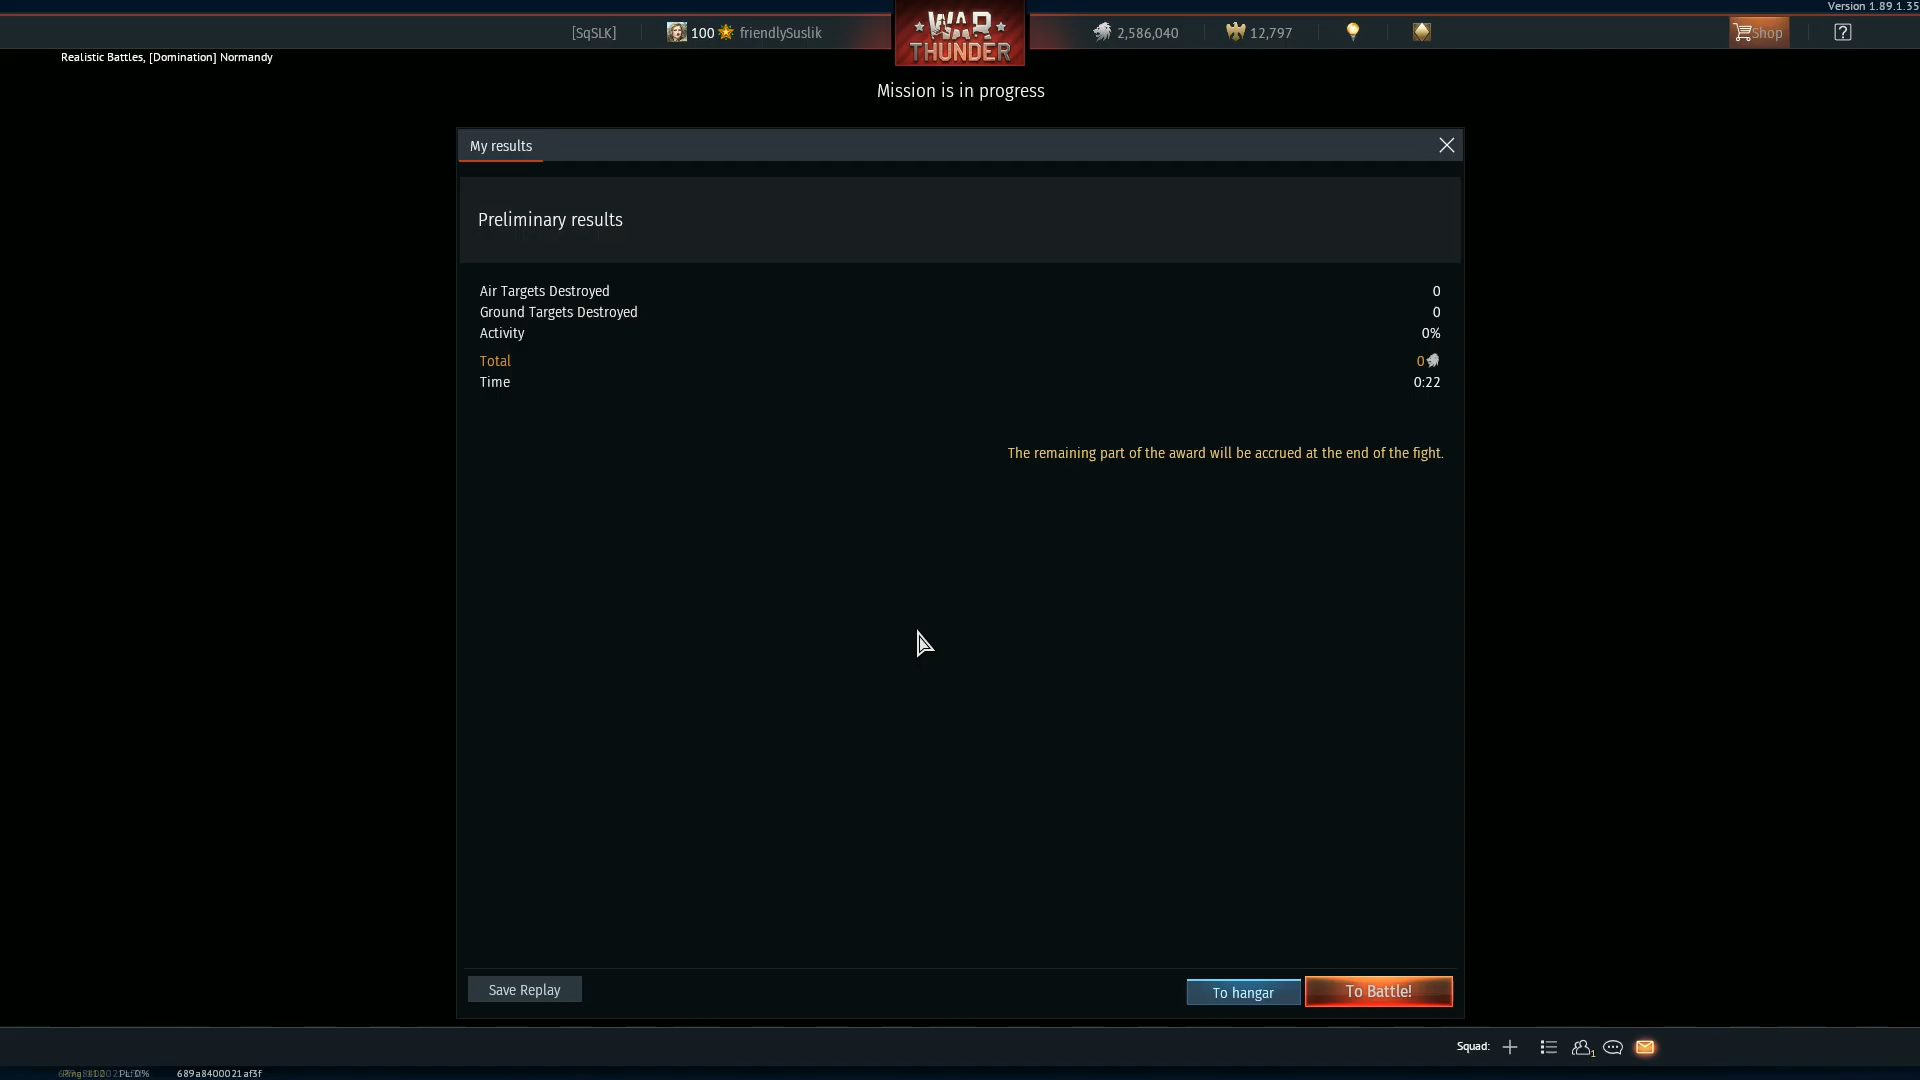 Version 1.89.1.35
[SqSLK]
100 friendlySuslik
WAR THUNDER
2,586,040
12,797
Shop
?
Realistic Battles, [Domination] Normandy
Mission is in progress
My results
Preliminary results
Air Targets Destroyed 0
Ground Targets Destroyed 0
Activity 0%
Total 0
Time 0:22
The remaining part of the award will be accrued at the end of the fight.
Save Replay
To hangar
To Battle!
Squad:
1
PL:0% 689a8400021af3f